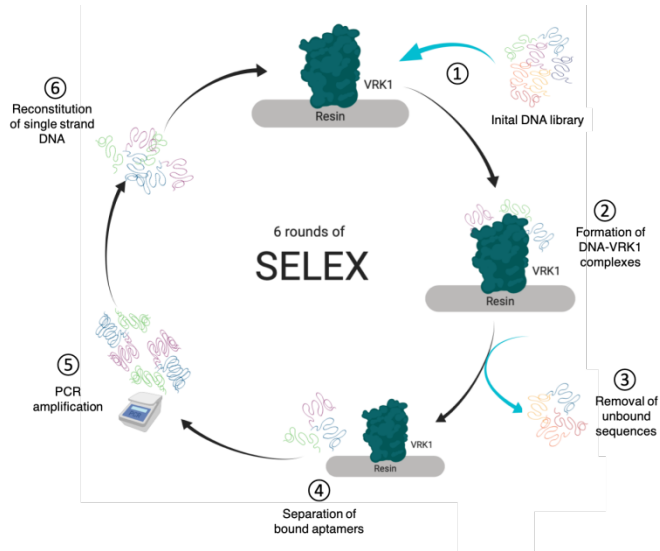 ①
Inital DNA library
VRK1
Resin
②
Formation of
DNA-VRK1
complexes
VRK1
Resin
③
Removal of
unbound
sequences
④
Separation of
bound aptamers
VRK1
Resin
⑤
PCR
amplification
⑥
Reconstitution
of single strand
DNA
6 rounds of
SELEX